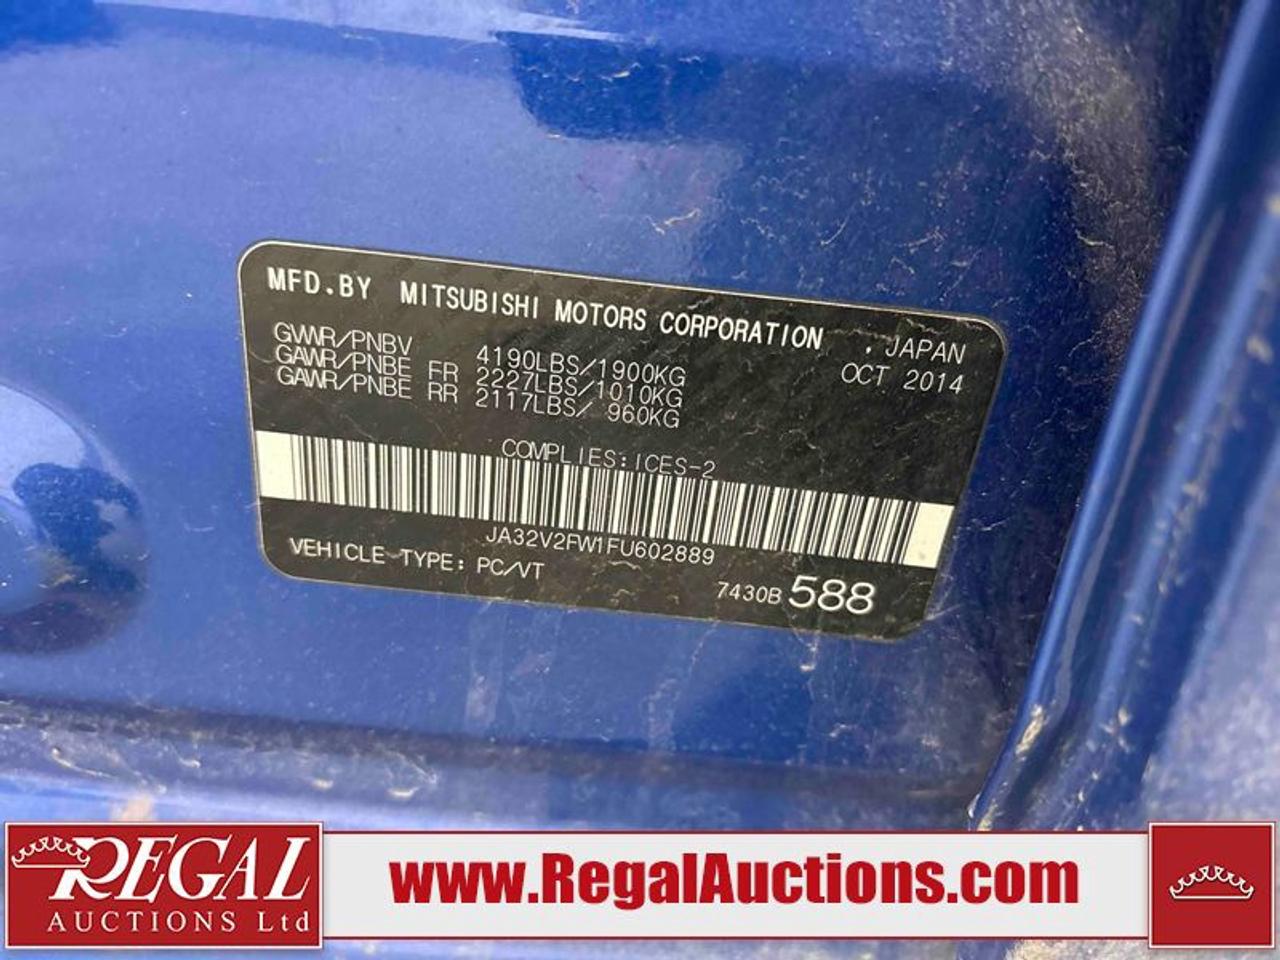 MFD.BY MITSUBISHI MOTORS CORPORATION , JAPAN
GVWR/PNBV 4190LBS/1900KG OCT 2014
GAWR/PNBE FR 2227LBS/1010KG
GAWR/PNBE RR 2117LBS/ 960KG
COMPLIES:ICES-2
JA32V2FW1FU602889
VEHICLE TYPE: PC/VT 7430B 588
REGAL
AUCTIONS Ltd
www.RegalAuctions.com